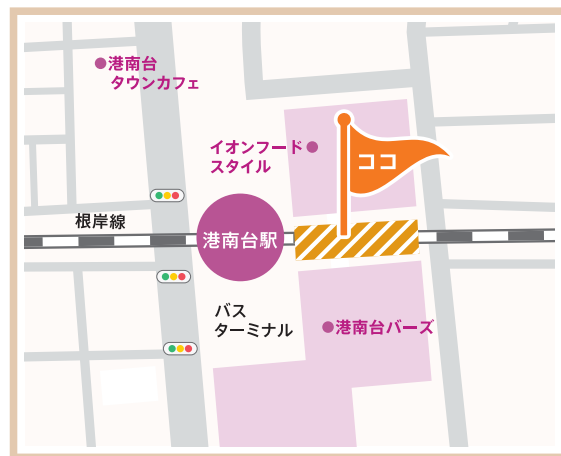 港南台
タウンカフェ
イオンフード
スタイル
ココ
根岸線
港南台駅
バス
ターミナル
港南台バーズ